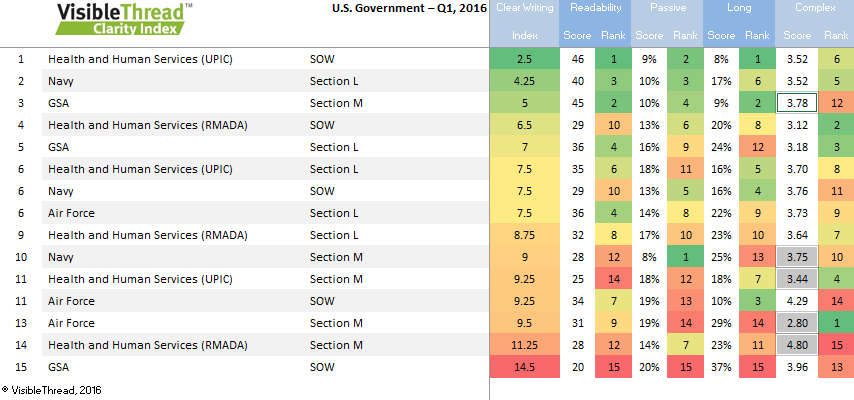 VisibleThread™
Clarity Index
U.S. Government – Q1, 2016
Clear Writing Readability Passive Long Complex
Index Score Rank Score Rank Score Rank Score Rank
1 Health and Human Services (UPIC) SOW 2.5 46 1 9% 2 8% 1 3.52 6
2 Navy Section L 4.25 40 3 10% 3 17% 6 3.52 5
3 GSA Section M 5 45 2 10% 4 9% 2 3.78 12
4 Health and Human Services (RMADA) SOW 6.5 29 10 13% 6 20% 8 3.12 2
5 GSA Section L 7 36 4 16% 9 24% 12 3.18 3
6 Health and Human Services (UPIC) Section L 7.5 35 6 18% 11 16% 5 3.70 8
6 Navy SOW 7.5 29 10 13% 5 16% 4 3.76 11
6 Air Force Section L 7.5 36 4 14% 8 22% 9 3.73 9
9 Health and Human Services (RMADA) Section L 8.75 32 8 17% 10 23% 10 3.64 7
10 Navy Section M 9 28 12 8% 1 25% 13 3.75 10
11 Health and Human Services (UPIC) Section M 9.25 25 14 18% 12 18% 7 3.44 4
11 Air Force SOW 9.25 34 7 19% 13 10% 3 4.29 14
13 Air Force Section M 9.5 31 9 19% 14 29% 14 2.80 1
14 Health and Human Services (RMADA) Section M 11.25 28 12 14% 7 23% 11 4.80 15
15 GSA SOW 14.5 20 15 20% 15 37% 15 3.96 13
® VisibleThread, 2016